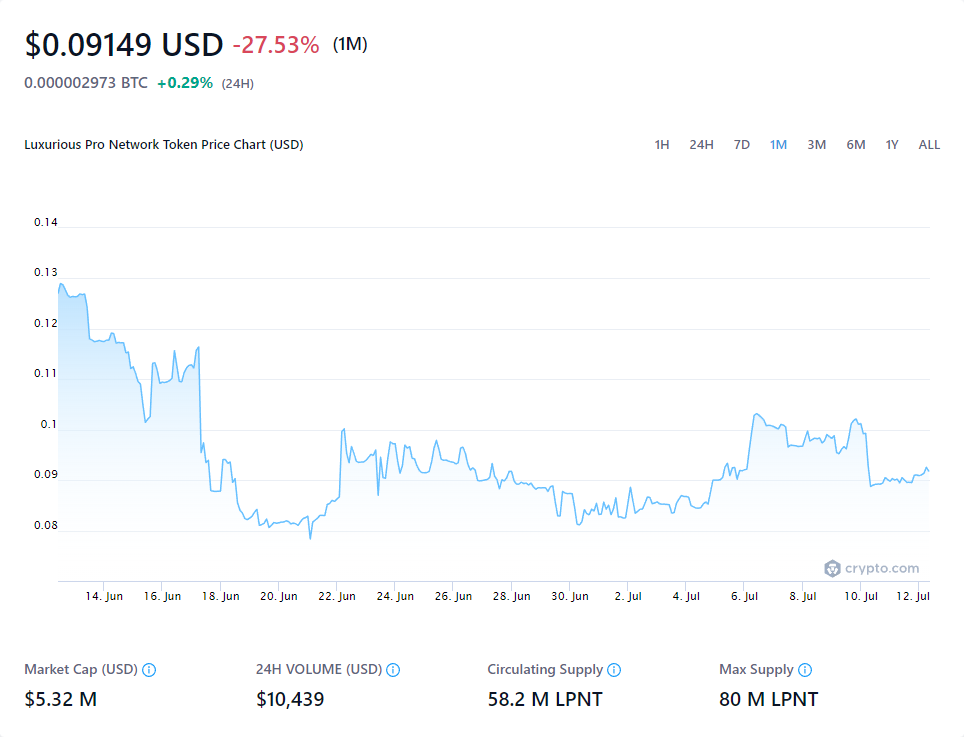 $0.09149 USD -27.53% (1M)
0.000002973 BTC +0.29% (24H)
Luxurious Pro Network Token Price Chart (USD) 1H 24H 7D 1M 3M 6M 1Y ALL
0.14
0.13
0.12
0.11
0.1
0.09
0.08
crypto.com
14. Jun 16. Jun 18. Jun 20. Jun 22. Jun 24. Jun 26. Jun 28. Jun 30. Jun 2. Jul 4. Jul 6. Jul 8. Jul 10. Jul 12. Jul
Market Cap (USD) 24H VOLUME (USD) Circulating Supply Max Supply
$5.32 M $10,439 58.2 M LPNT 80 M LPNT